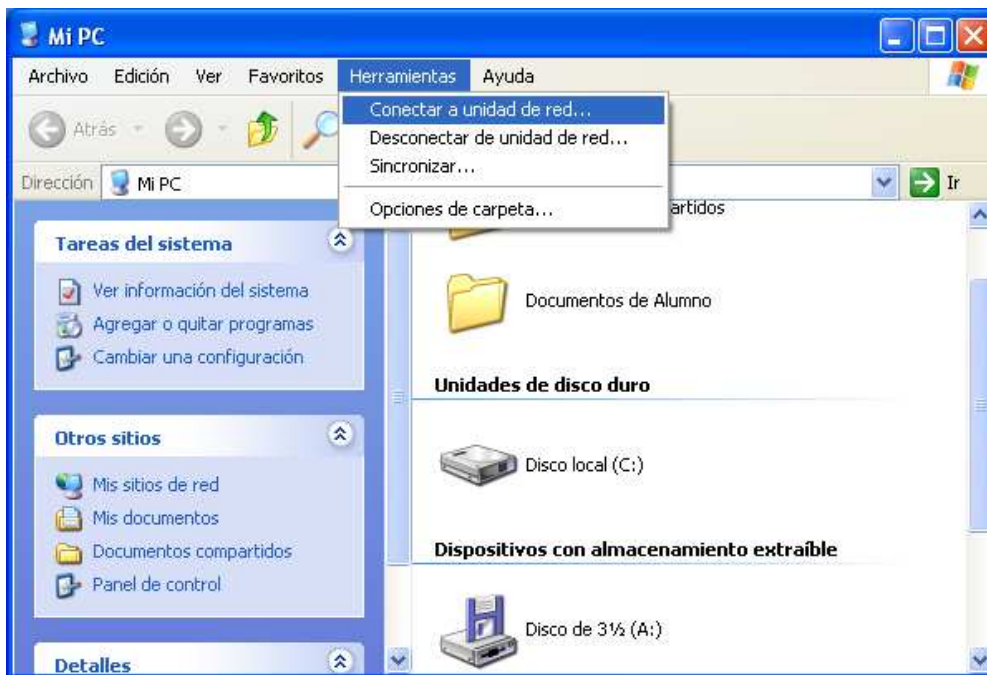 Mi PC
Archivo Edición Ver Favoritos Herramientas Ayuda
Conectar a unidad de red...
Desconectar de unidad de red...
Sincronizar...
Opciones de carpeta...
Atrás
Dirección Mi PC Ir
artidos
Tareas del sistema
Ver información del sistema
Agregar o quitar programas
Cambiar una configuración
Otros sitios
Mis sitios de red
Mis documentos
Documentos compartidos
Panel de control
Detalles
Documentos de Alumno
Unidades de disco duro
Disco local (C:)
Dispositivos con almacenamiento extraíble
Disco de 3½ (A:)